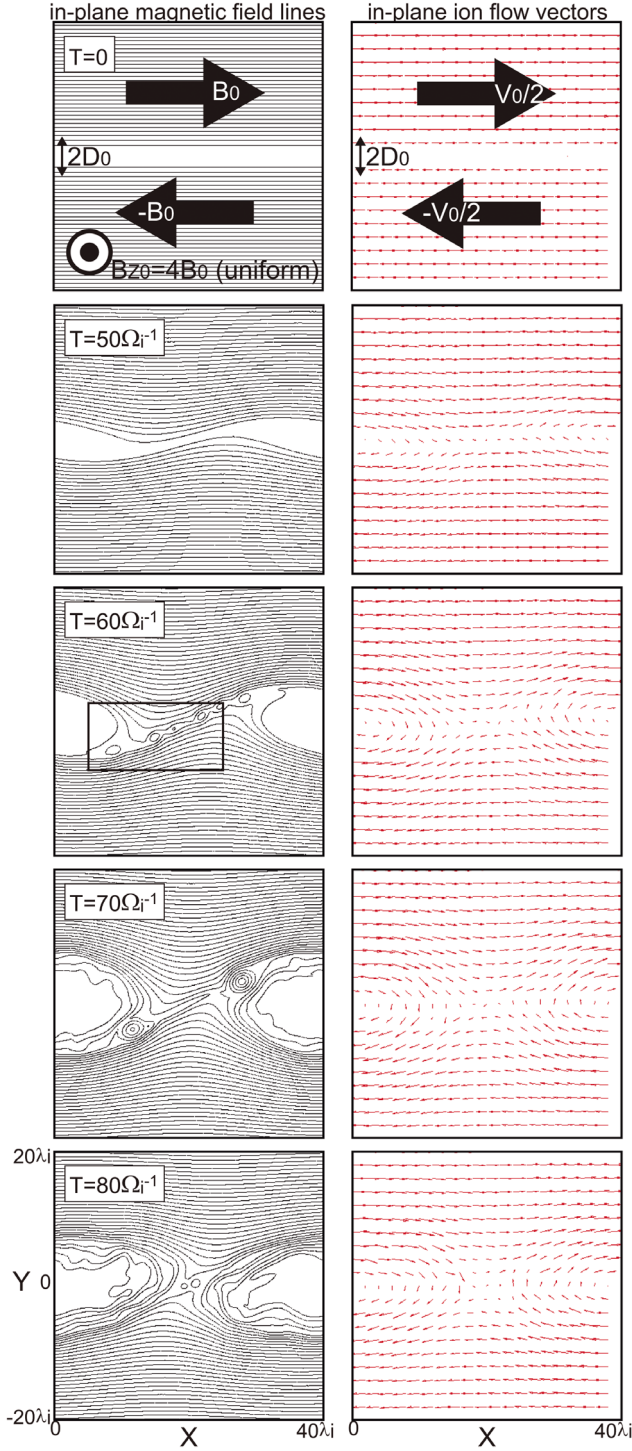 in-plane magnetic field lines
in-plane ion flow vectors
T=0
B0
V0/2
2D0
2D0
-B0
-V0/2
Bz0=4B0 (uniform)
T=50Ωi-1
T=60Ωi-1
T=70Ωi-1
20λi
T=80Ωi-1
Y 0
-20λi
0 X 40λi
0 X 40λi